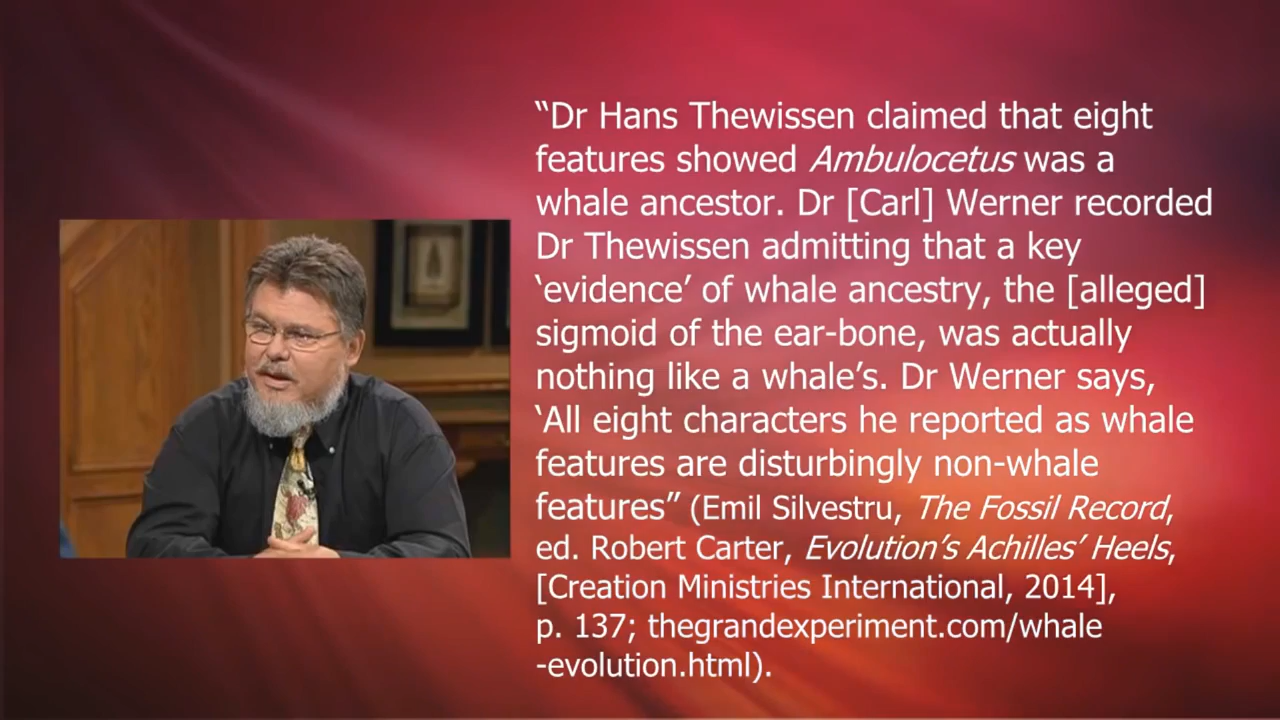 “Dr Hans Thewissen claimed that eight
features showed Ambulocetus was a
whale ancestor. Dr [Carl] Werner recorded
Dr Thewissen admitting that a key
‘evidence’ of whale ancestry, the [alleged]
sigmoid of the ear-bone, was actually
nothing like a whale’s. Dr Werner says,
‘All eight characters he reported as whale
features are disturbingly non-whale
features” (Emil Silvestru, The Fossil Record,
ed. Robert Carter, Evolution’s Achilles’ Heels,
[Creation Ministries International, 2014],
p. 137; thegrandexperiment.com/whale
-evolution.html).